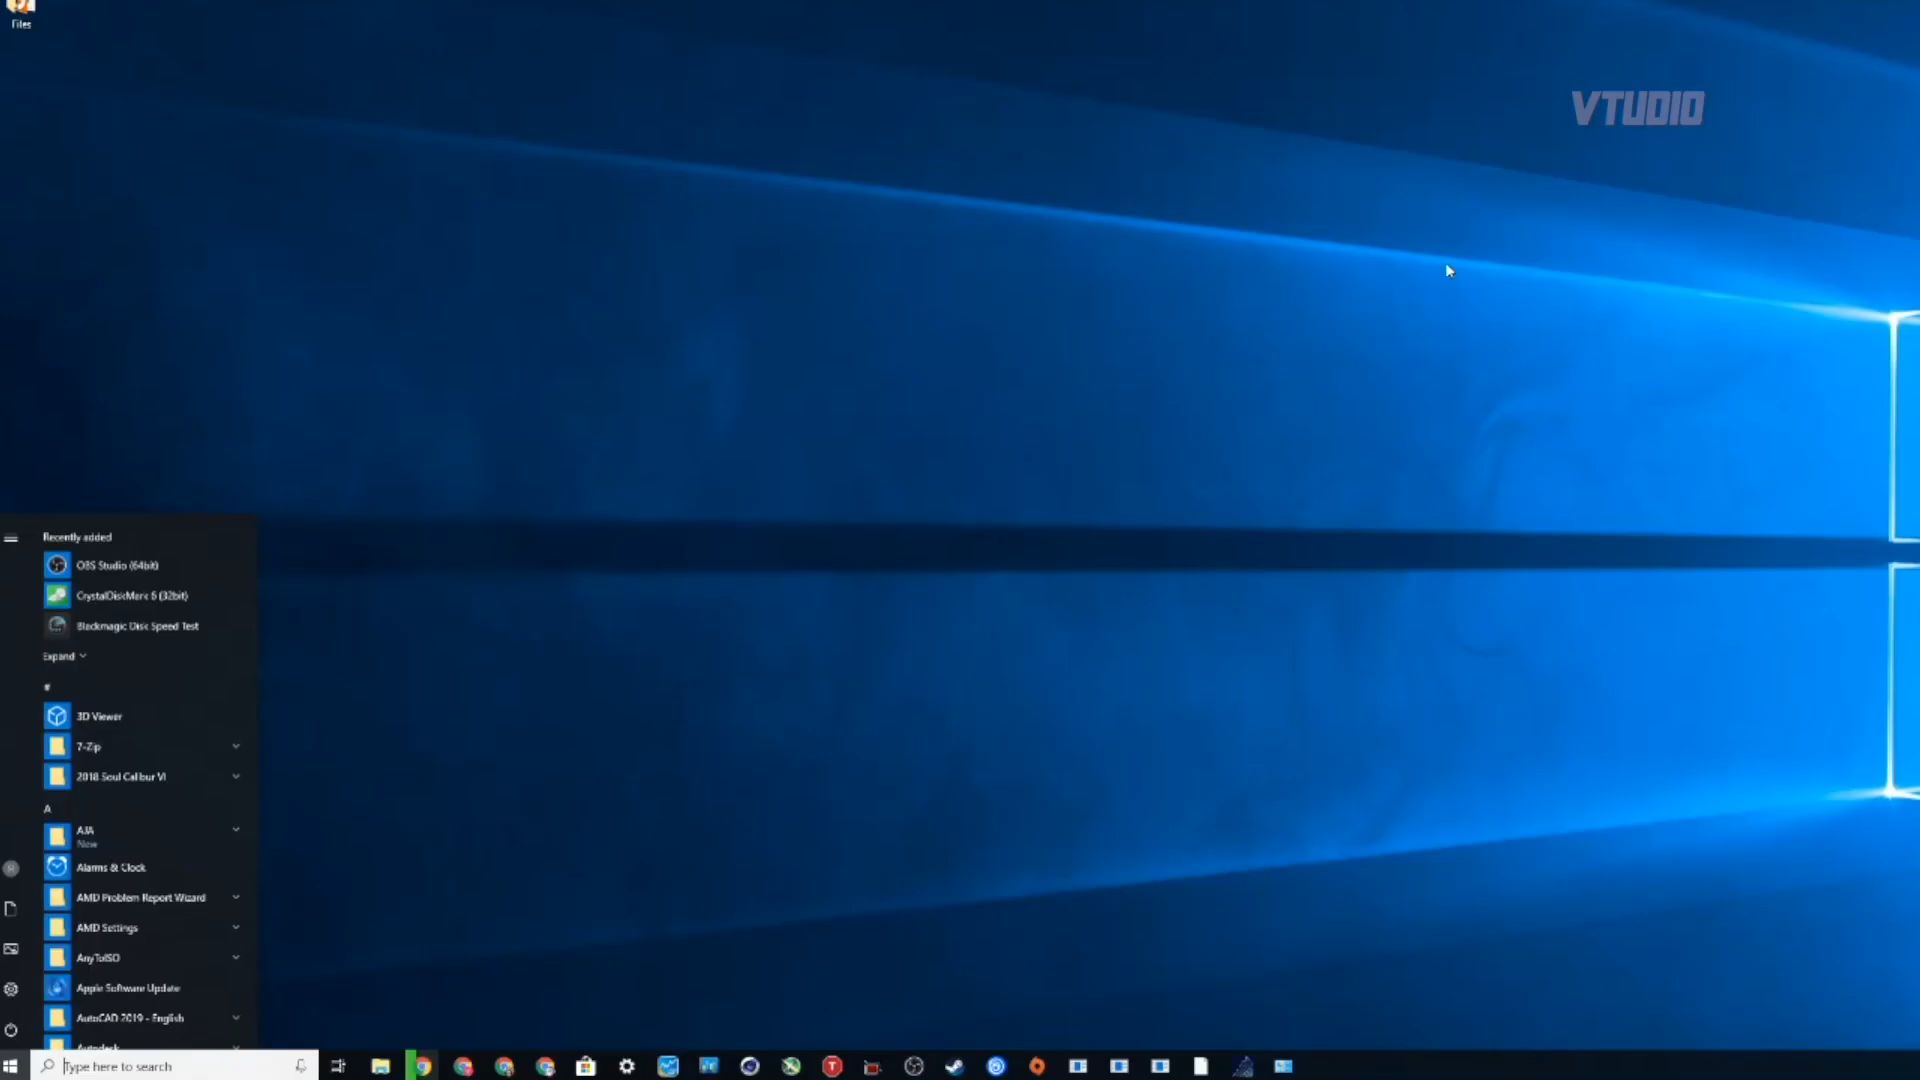 Files
VTUDIO
Recently added
OBS Studio (64bit)
CrystalDiskMark 6 (32bit)
Blackmagic Disk Speed Test
Expand
#
3D Viewer
7-Zip
2018 Soul Calibur VI
A
AJA
New
Alarms & Clock
AMD Problem Report Wizard
AMD Settings
AnyToISO
Apple Software Update
AutoCAD 2019 - English
Autodesk
Type here to search